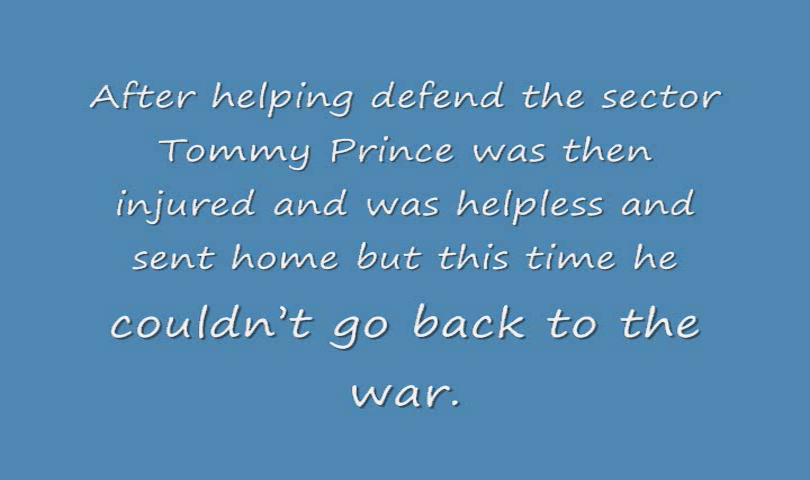 After helping defend the sector
Tommy Prince was then
injured and was helpless and
sent home but this time he
couldn't go back to the
war.